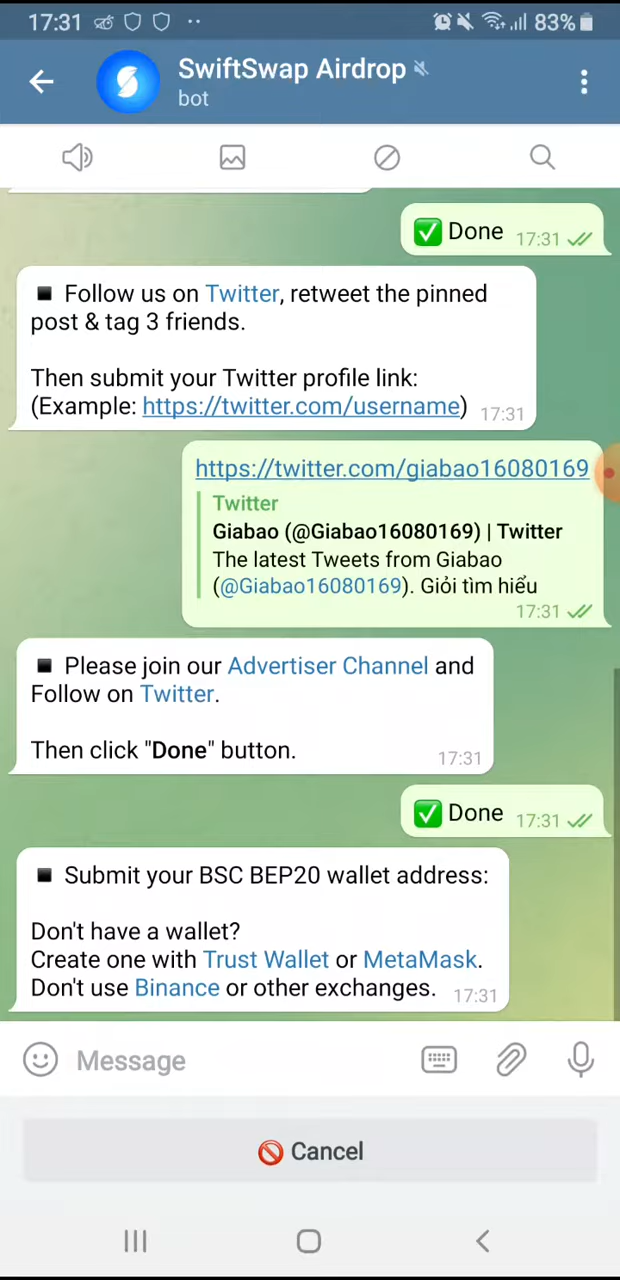 17:31
83%
SwiftSwap Airdrop
bot
Done 17:31
Follow us on Twitter, retweet the pinned
post & tag 3 friends.
Then submit your Twitter profile link:
(Example: https://twitter.com/username) 17:31
https://twitter.com/giabao16080169
Twitter
Giabao (@Giabao16080169) | Twitter
The latest Tweets from Giabao
(@Giabao16080169). Giỏi tìm hiểu
17:31
Please join our Advertiser Channel and
Follow on Twitter.
Then click "Done" button. 17:31
Done 17:31
Submit your BSC BEP20 wallet address:
Don't have a wallet?
Create one with Trust Wallet or MetaMask.
Don't use Binance or other exchanges. 17:31
Message
Cancel